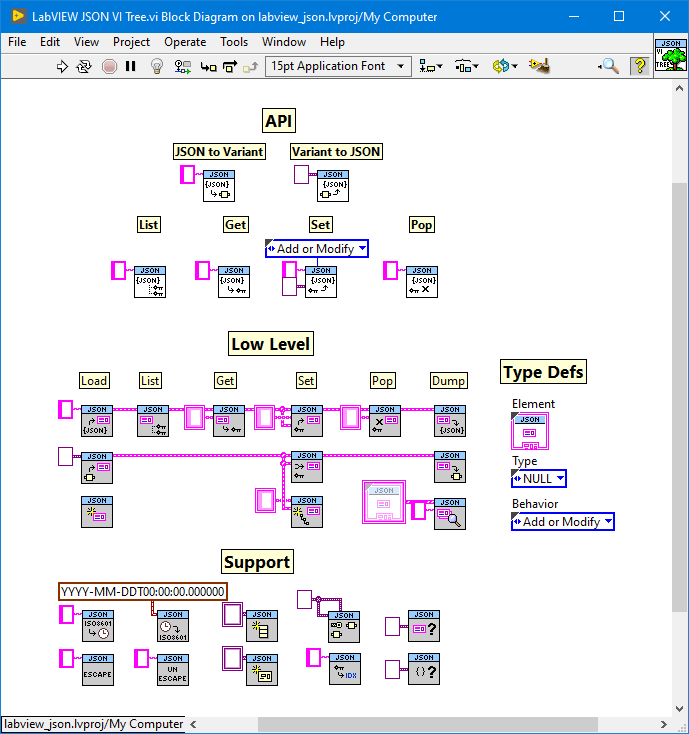 LabVIEW JSON VI Tree.vi Block Diagram on labview_json.lvproj/My Computer
File Edit View Project Operate Tools Window Help
JSON
VI
TREE
15pt Application Font
?
API
JSON to Variant Variant to JSON
JSON JSON
{JSON} {JSON}
List Get Set Pop
Add or Modify
JSON JSON JSON JSON
{JSON} {JSON} {JSON} {JSON}
Low Level
Type Defs
Load List Get Set Pop Dump
JSON JSON JSON JSON JSON JSON
{JSON} {JSON}
Element
JSON
JSON JSON JSON
Type
NULL
JSON JSON JSON JSON
Behavior
Add or Modify
Support
YYYY-MM-DDT00:00:00.000000
JSON JSON JSON JSON JSON
ISO8601 ISO8601 ?
JSON JSON JSON JSON JSON
ESCAPE UN ESCAPE IDX {}?
labview_json.lvproj/My Computer